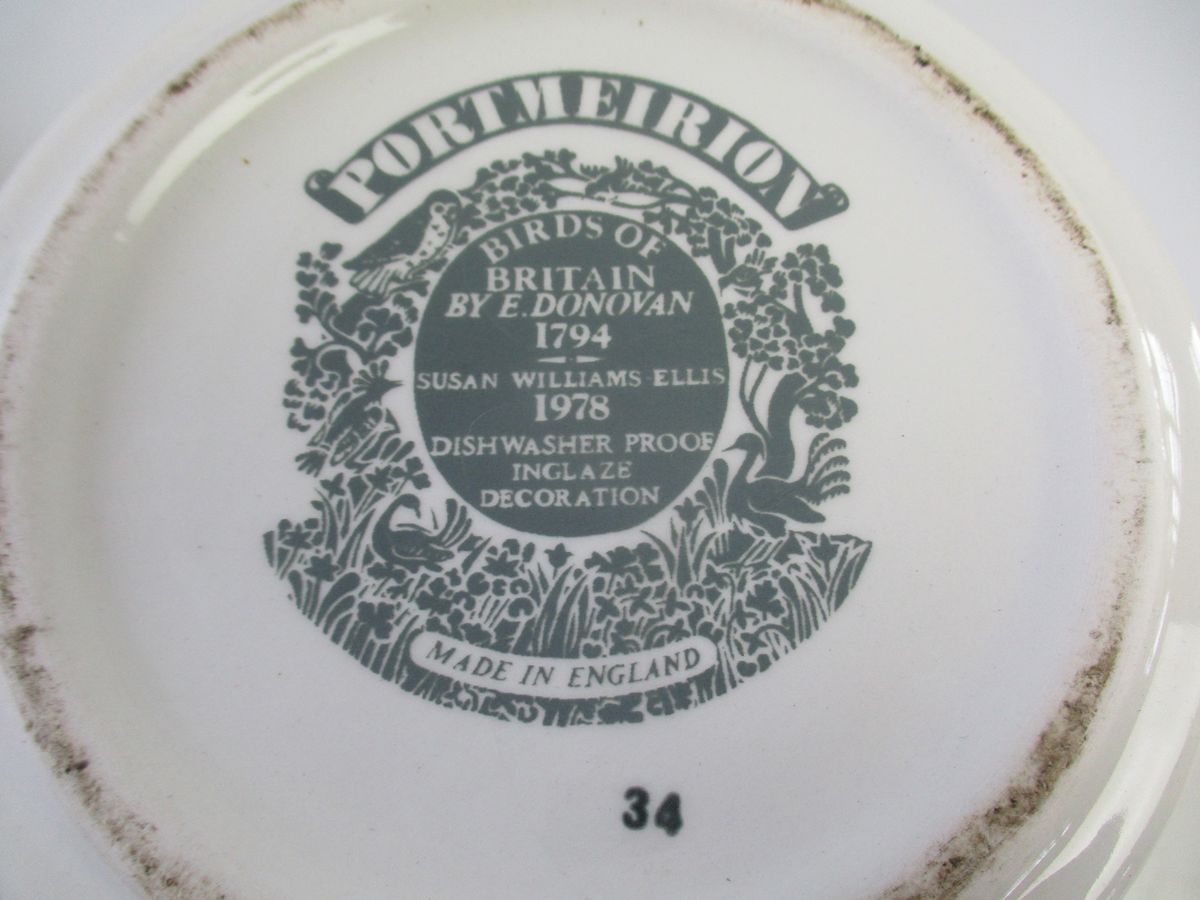 PORTMEIRION
BIRDS OF
BRITAIN
BY E. DONOVAN
1794
SUSAN WILLIAMS-ELLIS
1978
DISHWASHER PROOF
INGLAZE
DECORATION
MADE IN ENGLAND
34